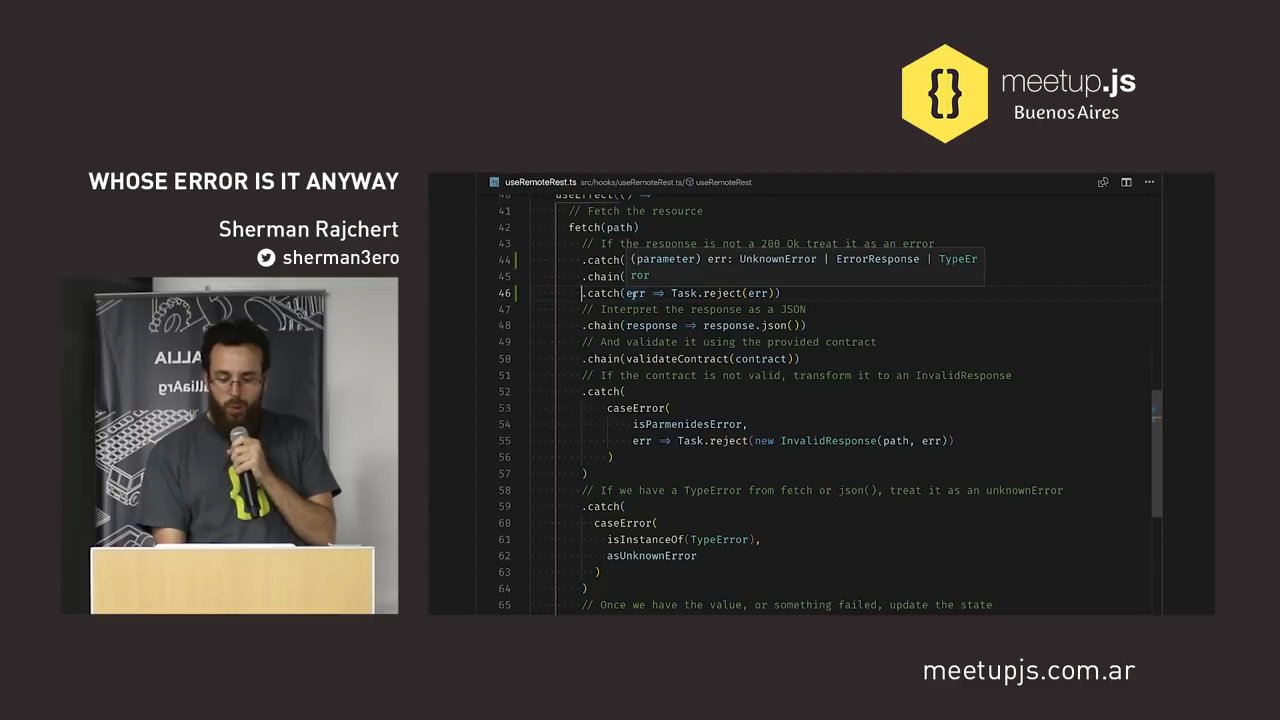 {}
meetup.js
Buenos Aires
WHOSE ERROR IS IT ANYWAY
Sherman Rajchert
sherman3ero
ALLIA
alliaArg
useRemoteRest.ts src/hooks/useRemoteRest.ts/ useRemoteRest
40 useEffect(() =>
41 // Fetch the resource
42 fetch(path)
43 // If the response is not a 200 Ok treat it as an error
44 .catch(
(parameter) err: UnknownError | ErrorResponse | TypeEr
ror
45 .chain(
46 .catch(err => Task.reject(err))
47 // Interpret the response as a JSON
48 .chain(response => response.json())
49 // And validate it using the provided contract
50 .chain(validateContract(contract))
51 // If the contract is not valid, transform it to an InvalidResponse
52 .catch(
53 caseError(
54 isParmenidesError,
55 err => Task.reject(new InvalidResponse(path, err))
56 )
57 )
58 // If we have a TypeError from fetch or json(), treat it as an unknownError
59 .catch(
60 caseError(
61 isInstanceOf(TypeError),
62 asUnknownError
63 )
64 )
65 // Once we have the value, or something failed, update the state
meetupjs.com.ar